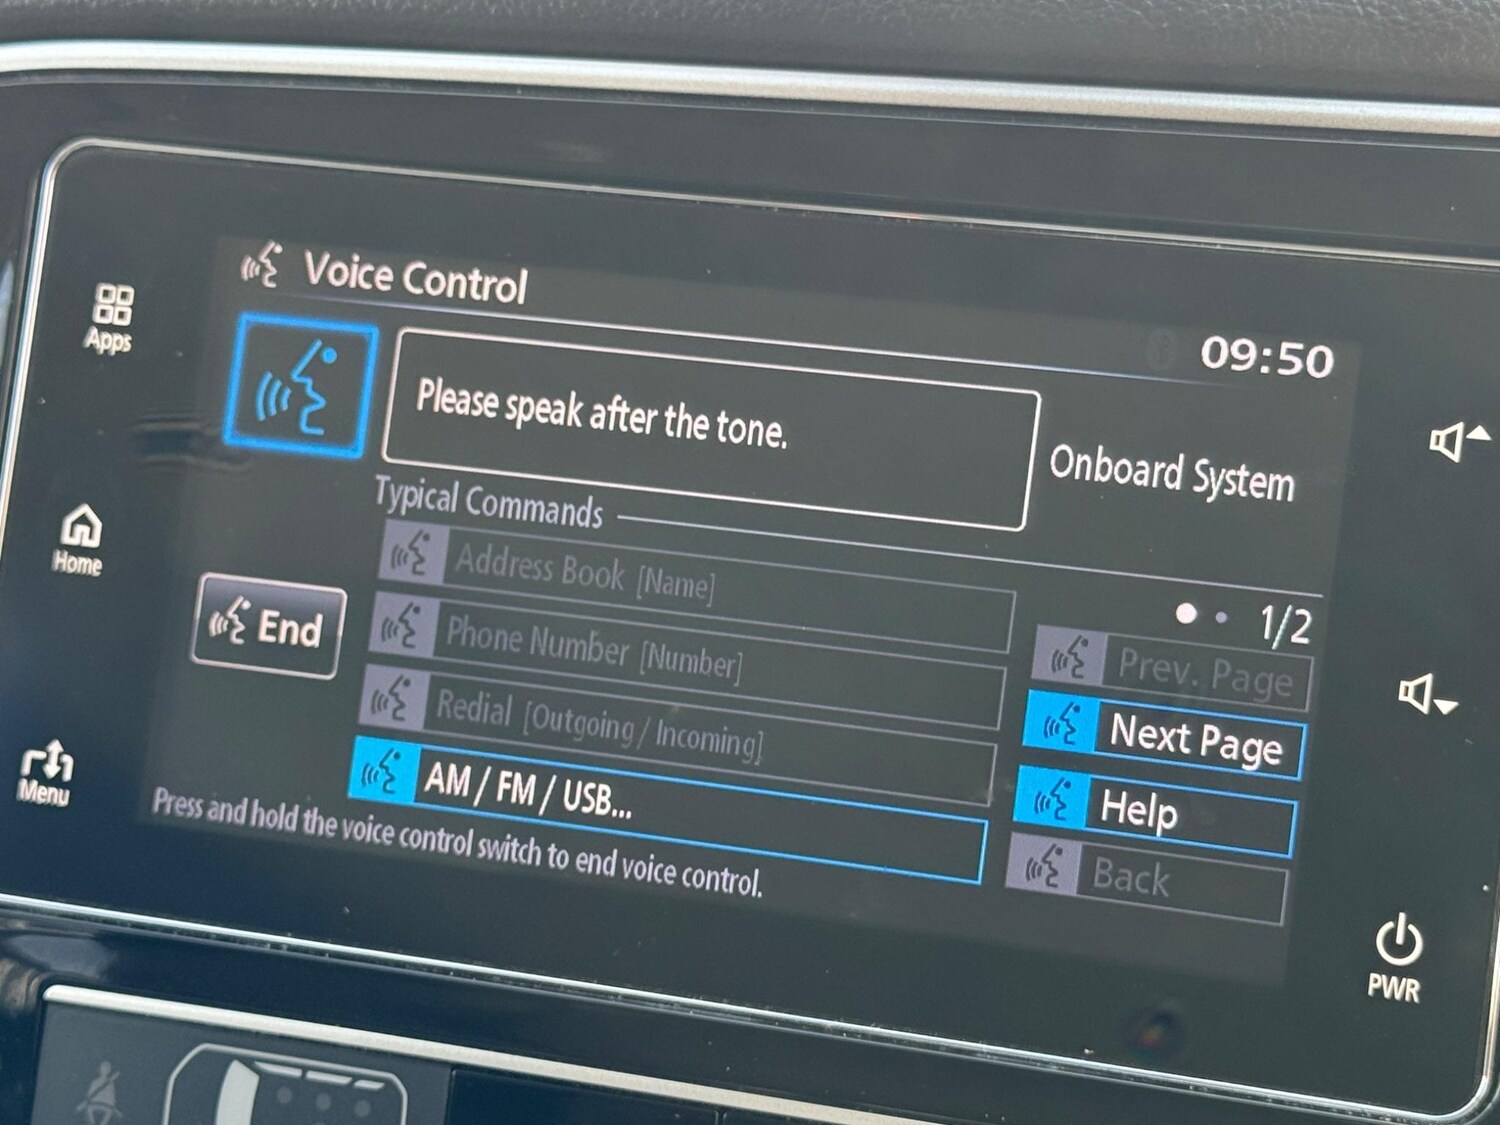 Voice Control
09:50
Apps
Please speak after the tone.
Onboard System
Typical Commands
Home
Address Book [Name]
1/2
End
Phone Number [Number]
Prev. Page
Redial [Outgoing / Incoming]
Next Page
Menu
AM / FM / USB...
Help
Press and hold the voice control switch to end voice control.
Back
PWR